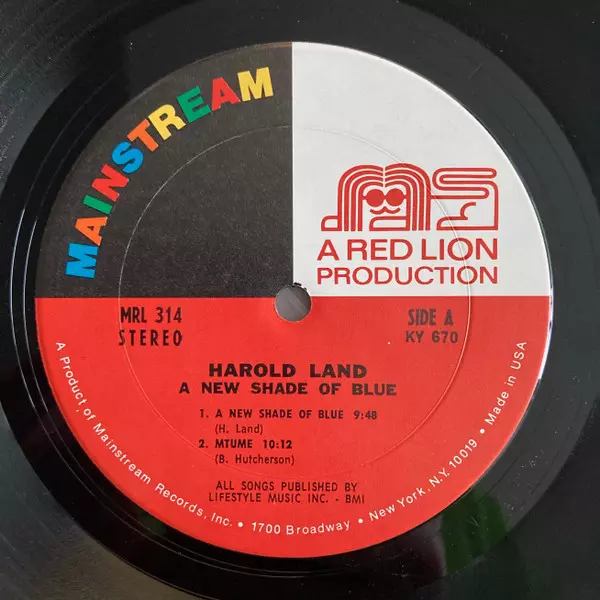 MAINSTREAM
A RED LION
PRODUCTION
MRL 314
STEREO
SIDE A
KY 670
HAROLD LAND
A NEW SHADE OF BLUE
1. A NEW SHADE OF BLUE 9:48
(H. Land)
2. MTUME 10:12
(B. Hutcherson)
ALL SONGS PUBLISHED BY
LIFESTYLE MUSIC INC. - BMI
A Product of Mainstream Records, Inc. • 1700 Broadway • New York, N.Y. 10019 • Made in USA